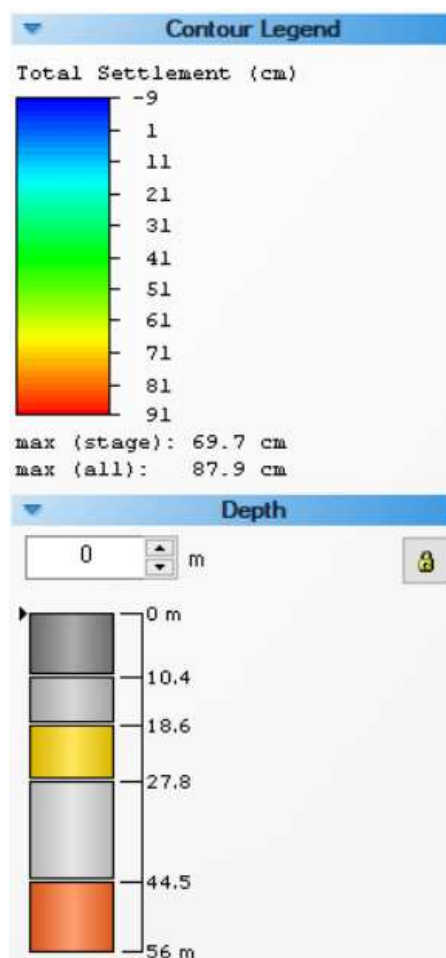 Contour Legend
Total Settlement (cm)
-9
1
11
21
31
41
51
61
71
81
91
max (stage): 69.7 cm
max (all): 87.9 cm
Depth
0 m
0 m
10.4
18.6
27.8
44.5
56 m